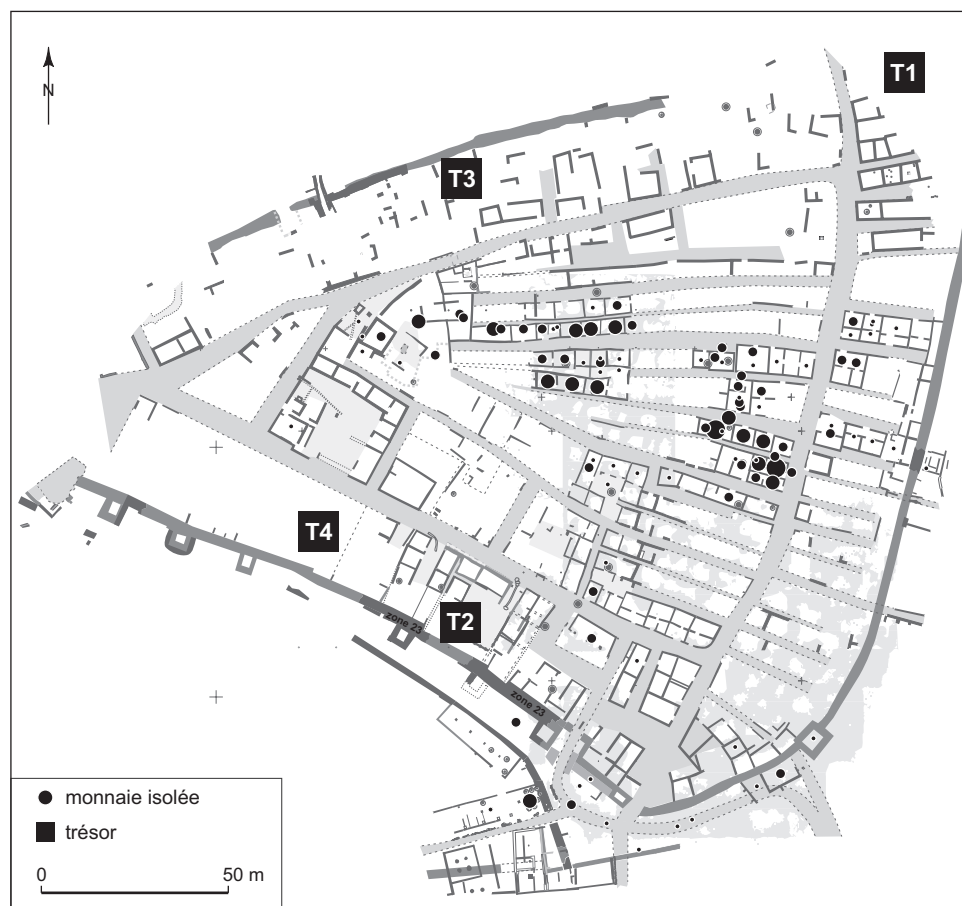 T1
N
T3
T4
T2
zone 23
zone 23
monnaie isolée
trésor
0 50 m